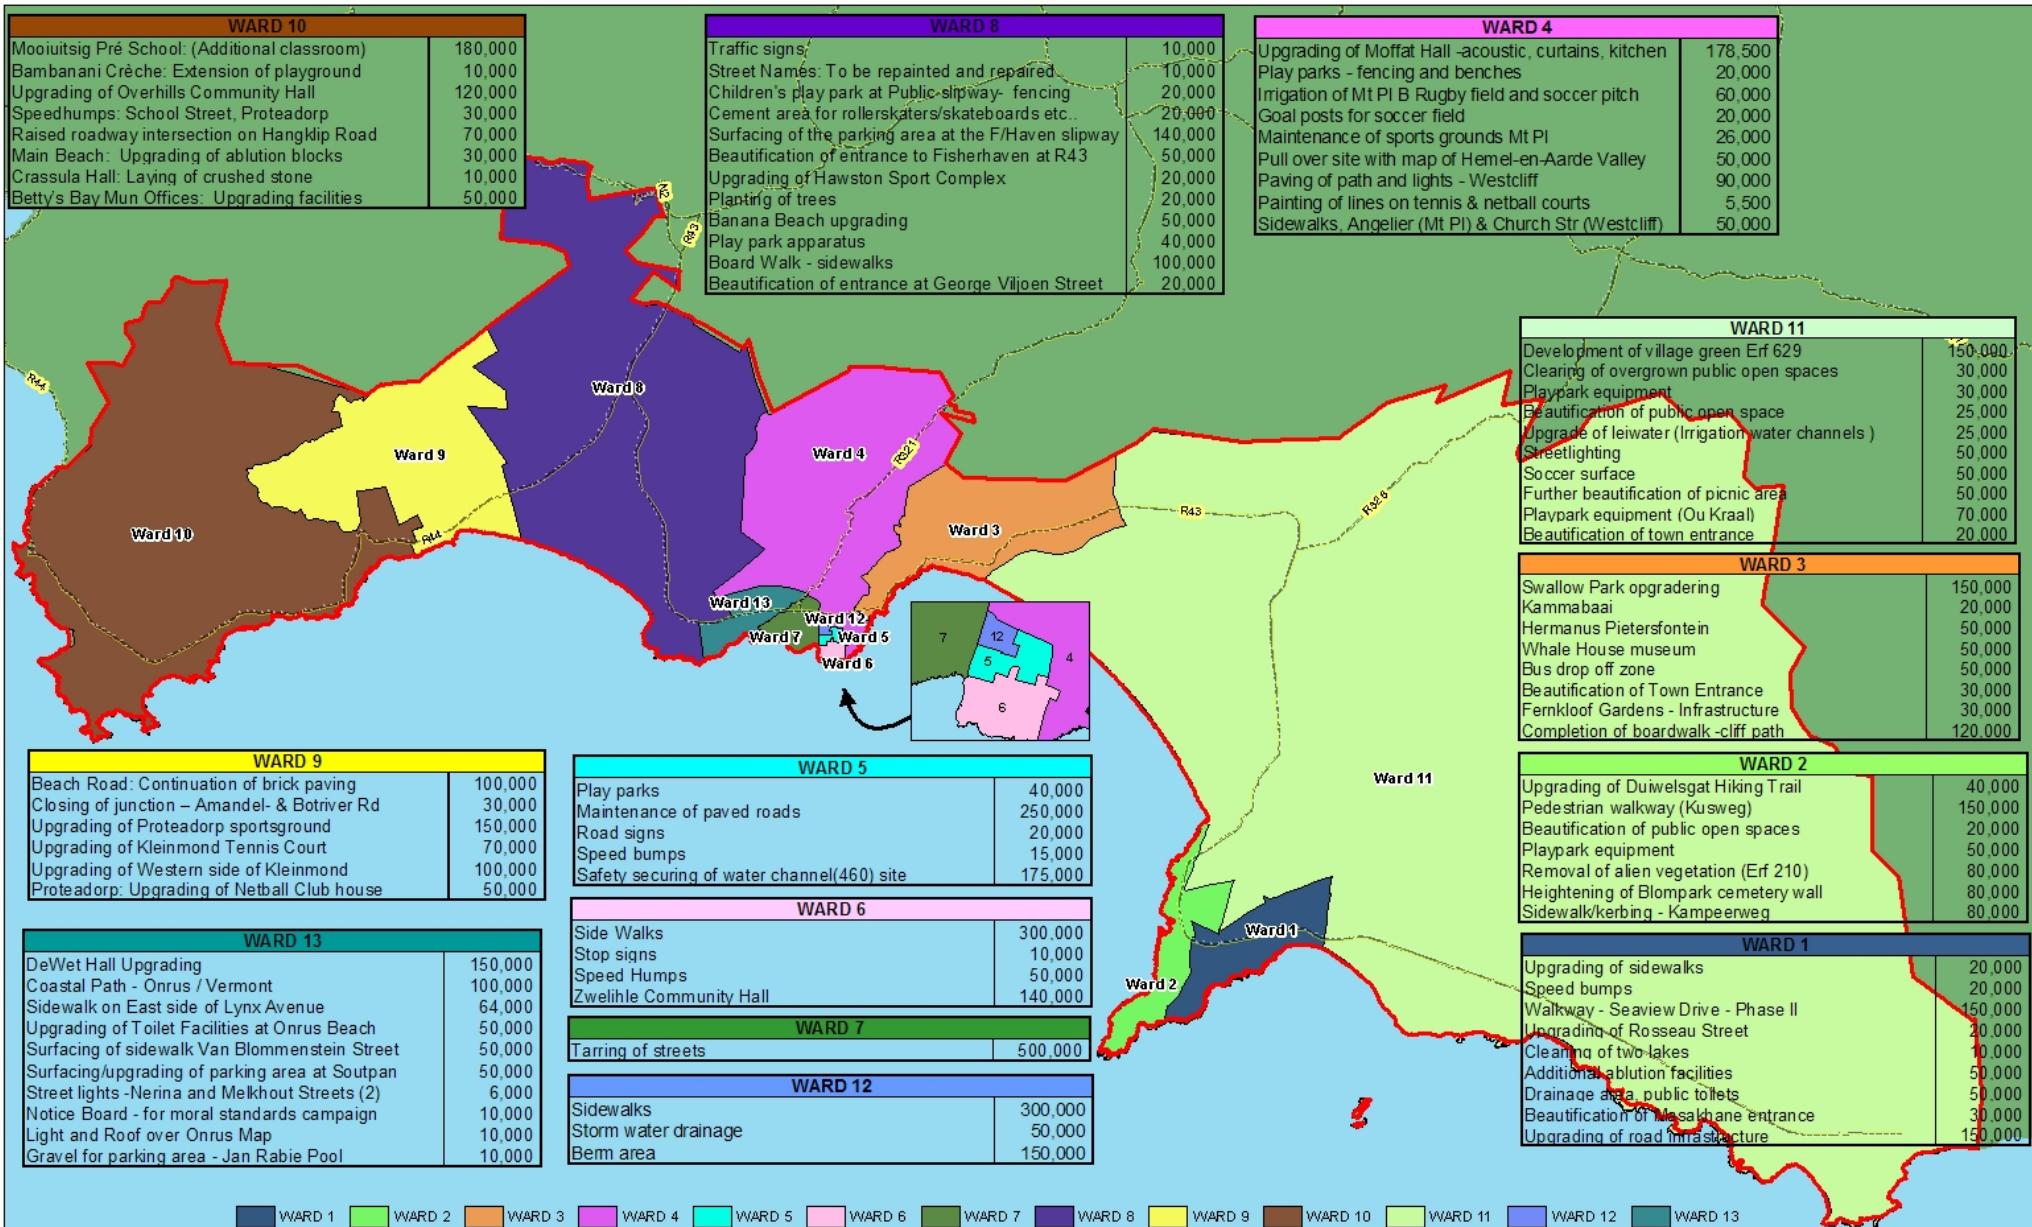 WARD 10
Mooiuitsig Pré School: (Additional classroom) 180,000
Bambanani Crèche: Extension of playground 10,000
Upgrading of Overhills Community Hall 120,000
Speedhumps: School Street, Proteadorp 30,000
Raised roadway intersection on Hangklip Road 70,000
Main Beach: Upgrading of ablution blocks 30,000
Crassula Hall: Laying of crushed stone 10,000
Betty's Bay Mun Offices: Upgrading facilities 50,000
WARD 8
Traffic signs 10,000
Street Names: To be repainted and repaired 10,000
Children's play park at Public slipway- fencing 20,000
Cement area for rollerskaters/skateboards etc.. 20,000
Surfacing of the parking area at the F/Haven slipway 140,000
Beautification of entrance to Fisherhaven at R43 50,000
Upgrading of Hawston Sport Complex 20,000
Planting of trees 20,000
Banana Beach upgrading 50,000
Play park apparatus 40,000
Board Walk - sidewalks 100,000
Beautification of entrance at George Viljoen Street 20,000
WARD 4
Upgrading of Moffat Hall -acoustic, curtains, kitchen 178,500
Play parks - fencing and benches 20,000
Irrigation of Mt Pl B Rugby field and soccer pitch 60,000
Goal posts for soccer field 20,000
Maintenance of sports grounds Mt Pl 26,000
Pull over site with map of Hemel-en-Aarde Valley 50,000
Paving of path and lights - Westcliff 90,000
Painting of lines on tennis & netball courts 5,500
Sidewalks, Angelier (Mt Pl) & Church Str (Westcliff) 50,000
WARD 11
Development of village green Erf 629 150,000
Clearing of overgrown public open spaces 30,000
Playpark equipment 30,000
Beautification of public open space 25,000
Upgrade of leiwater (Irrigation water channels ) 25,000
Streetlighting 50,000
Soccer surface 50,000
Further beautification of picnic area 50,000
Playpark equipment (Ou Kraal) 70,000
Beautification of town entrance 20,000
WARD 3
Swallow Park opgradering 150,000
Kammabaai 20,000
Hermanus Pietersfontein 50,000
Whale House museum 50,000
Bus drop off zone 50,000
Beautification of Town Entrance 30,000
Fernkloof Gardens - Infrastructure 30,000
Completion of boardwalk -cliff path 120,000
WARD 2
Upgrading of Duiwelsgat Hiking Trail 40,000
Pedestrian walkway (Kusweg) 150,000
Beautification of public open spaces 20,000
Playpark equipment 50,000
Removal of alien vegetation (Erf 210) 80,000
Heightening of Blompark cemetery wall 80,000
Sidewalk/kerbing - Kampeerweg 80,000
WARD 1
Upgrading of sidewalks 20,000
Speed bumps 20,000
Walkway - Seaview Drive - Phase II 150,000
Upgrading of Rosseau Street 20,000
Cleaning of two lakes 10,000
Additional ablution facilities 50,000
Drainage area, public toilets 50,000
Beautification of Masakhane entrance 30,000
Upgrading of road infrastructure 150,000
N2
R43
R44
Ward 8
Ward 9
Ward 4
R321
Ward 10
R44
Ward 3
R43
R326
Ward 13
Ward 12
Ward 7
Ward 5
Ward 6
7
12
5
4
6
Ward 11
Ward 1
Ward 2
WARD 9
Beach Road: Continuation of brick paving 100,000
Closing of junction – Amandel- & Botriver Rd 30,000
Upgrading of Proteadorp sportsground 150,000
Upgrading of Kleinmond Tennis Court 70,000
Upgrading of Western side of Kleinmond 100,000
Proteadorp: Upgrading of Netball Club house 50,000
WARD 5
Play parks 40,000
Maintenance of paved roads 250,000
Road signs 20,000
Speed bumps 15,000
Safety securing of water channel(460) site 175,000
WARD 6
Side Walks 300,000
Stop signs 10,000
Speed Humps 50,000
Zwelihle Community Hall 140,000
WARD 7
Tarring of streets 500,000
WARD 12
Sidewalks 300,000
Storm water drainage 50,000
Berm area 150,000
WARD 13
DeWet Hall Upgrading 150,000
Coastal Path - Onrus / Vermont 100,000
Sidewalk on East side of Lynx Avenue 64,000
Upgrading of Toilet Facilities at Onrus Beach 50,000
Surfacing of sidewalk Van Blommenstein Street 50,000
Surfacing/upgrading of parking area at Soutpan 50,000
Street lights -Nerina and Melkhout Streets (2) 6,000
Notice Board - for moral standards campaign 10,000
Light and Roof over Onrus Map 10,000
Gravel for parking area - Jan Rabie Pool 10,000
WARD 1 WARD 2 WARD 3 WARD 4 WARD 5 WARD 6 WARD 7 WARD 8 WARD 9 WARD 10 WARD 11 WARD 12 WARD 13